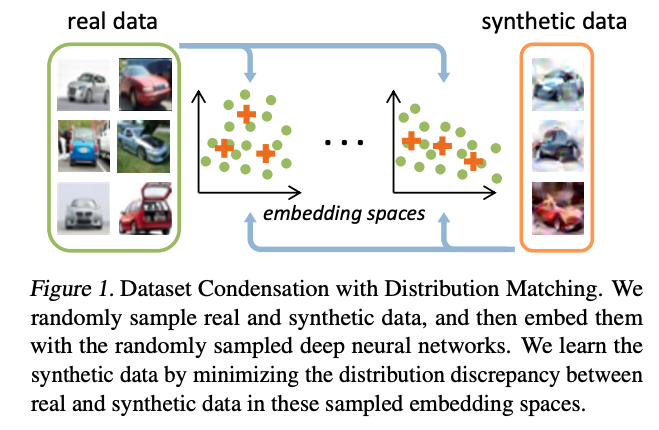 real data
synthetic data
embedding spaces
Figure 1. Dataset Condensation with Distribution Matching. We
randomly sample real and synthetic data, and then embed them
with the randomly sampled deep neural networks. We learn the
synthetic data by minimizing the distribution discrepancy between
real and synthetic data in these sampled embedding spaces.